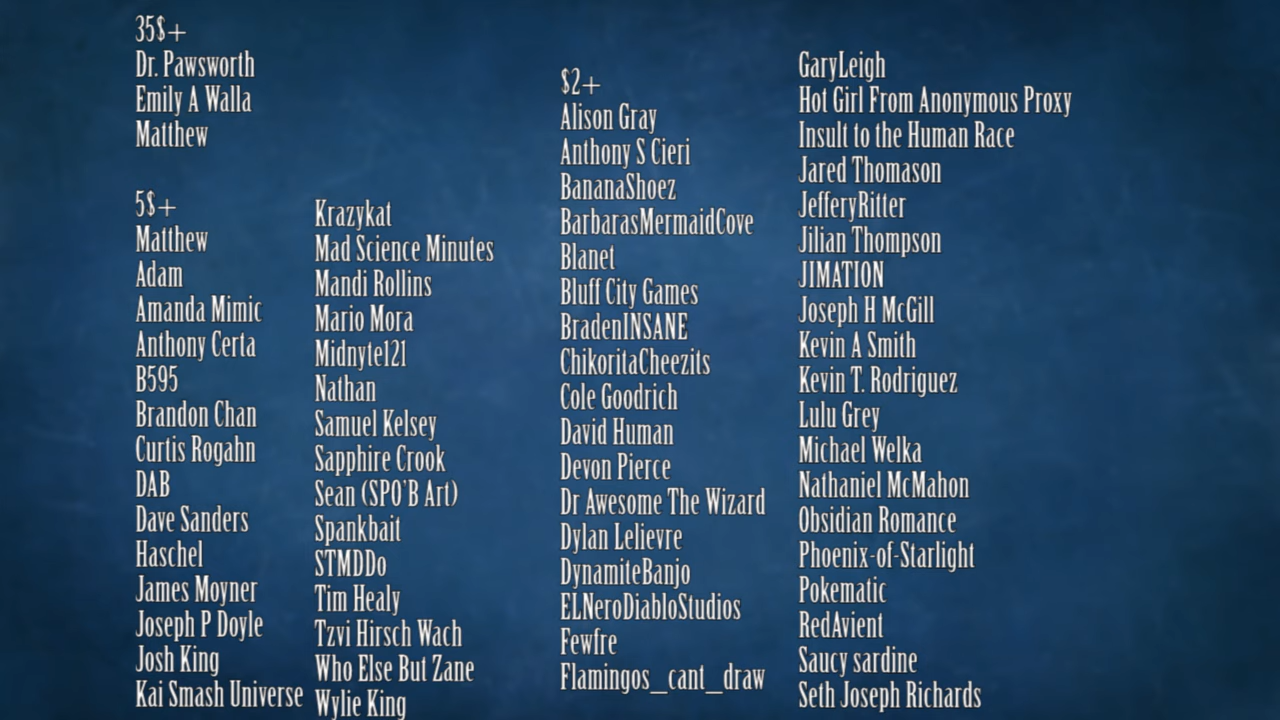 35$+
Dr. Pawsworth
Emily A Walla
Matthew
5$+
Matthew
Adam
Amanda Mimic
Anthony Certa
B595
Brandon Chan
Curtis Rogahn
DAB
Dave Sanders
Haschel
James Moyner
Joseph P Doyle
Josh King
Kai Smash Universe
Krazykat
Mad Science Minutes
Mandi Rollins
Mario Mora
Midnyte121
Nathan
Samuel Kelsey
Sapphire Crook
Sean (SPO'B Art)
Spankbait
STMDDo
Tim Healy
Tzvi Hirsch Wach
Who Else But Zane
Wylie King
$2+
Alison Gray
Anthony S Cieri
BananaShoez
BarbarasMermaidCove
Blanet
Bluff City Games
BradenINSANE
ChikoritaCheezits
Cole Goodrich
David Human
Devon Pierce
Dr Awesome The Wizard
Dylan Lelievre
DynamiteBanjo
ELNeroDiabloStudios
Fewfre
Flamingos_cant_draw
GaryLeigh
Hot Girl From Anonymous Proxy
Insult to the Human Race
Jared Thomason
JefferyRitter
Jilian Thompson
JIMATION
Joseph H McGill
Kevin A Smith
Kevin T. Rodriguez
Lulu Grey
Michael Welka
Nathaniel McMahon
Obsidian Romance
Phoenix-of-Starlight
Pokematic
RedAvient
Saucy sardine
Seth Joseph Richards